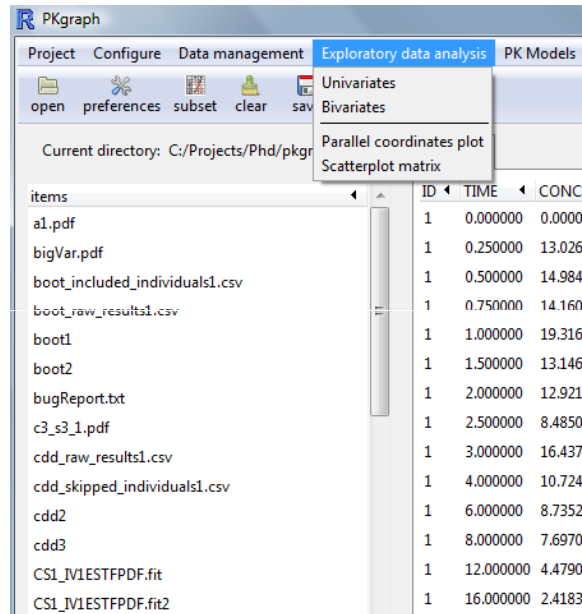 PKgraph
Project Configure Data management Exploratory data analysis PK Models
open preferences subset clear sav
Univariates
Bivariates
Parallel coordinates plot
Scatterplot matrix
Current directory: C:/Projects/Phd/pkgr
items
a1.pdf
bigVar.pdf
boot_included_individuals1.csv
boot_raw_results1.csv
boot1
boot2
bugReport.txt
c3_s3_1.pdf
cdd_raw_results1.csv
cdd_skipped_individuals1.csv
cdd2
cdd3
CS1_IV1ESTFPDF.fit
CS1_IV1ESTFPDF.fit2
ID TIME CONC
1 0.000000 0.0000
1 0.250000 13.026
1 0.500000 14.984
1 0.750000 14.160
1 1.000000 19.316
1 1.500000 13.146
1 2.000000 12.921
1 2.500000 8.4850
1 3.000000 16.437
1 4.000000 10.724
1 6.000000 8.7352
1 8.000000 7.6970
1 12.000000 4.4790
1 16.000000 2.4183